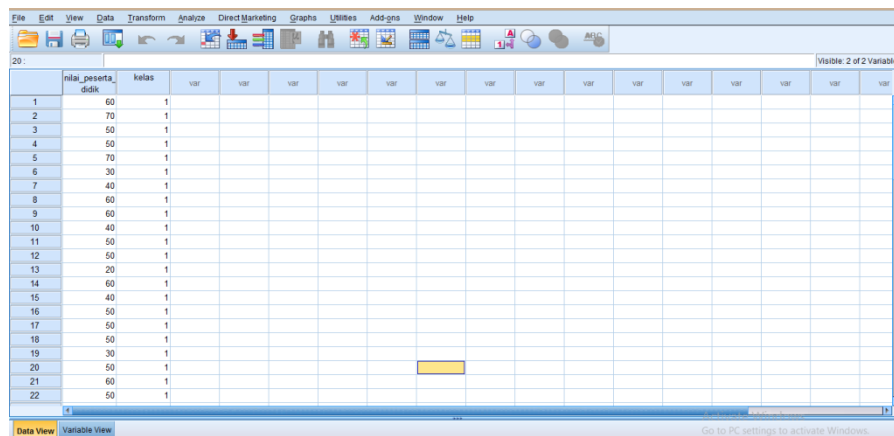 File Edit View Data Transform Analyze Direct Marketing Graphs Utilities Add-ons Window Help
20 :
Visible: 2 of 2 Variabl
nilai_peserta_didik kelas var var var var var var var var var var var var var
1 60 1
2 70 1
3 50 1
4 50 1
5 70 1
6 30 1
7 40 1
8 60 1
9 60 1
10 40 1
11 50 1
12 50 1
13 20 1
14 60 1
15 40 1
16 50 1
17 50 1
18 50 1
19 30 1
20 50 1
21 60 1
22 50 1
Data View Variable View
Go to PC settings to activate Windows.